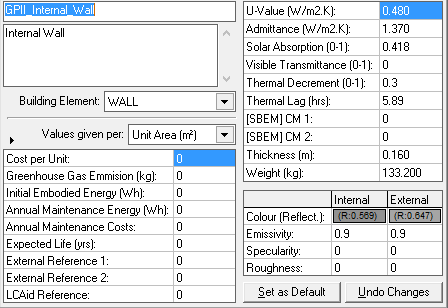 GPII_Internal_Wall
Internal Wall
Building Element: WALL
Values given per: Unit Area (m²)
Cost per Unit: 0
Greenhouse Gas Emmision (kg): 0
Initial Embodied Energy (Wh): 0
Annual Maintenance Energy (Wh): 0
Annual Maintenance Costs: 0
Expected Life (yrs): 0
External Reference 1: 0
External Reference 2: 0
LCAid Reference: 0
U-Value (W/m2.K): 0.480
Admittance (W/m2.K): 1.370
Solar Absorption (0-1): 0.418
Visible Transmittance (0-1): 0
Thermal Decrement (0-1): 0.3
Thermal Lag (hrs): 5.89
[SBEM] CM 1: 0
[SBEM] CM 2: 0
Thickness (m): 0.160
Weight (kg): 133.200
Internal External
Colour (Reflect.): (R:0.569) (R:0.647)
Emissivity: 0.9 0.9
Specularity: 0 0
Roughness: 0 0
Set as Default Undo Changes